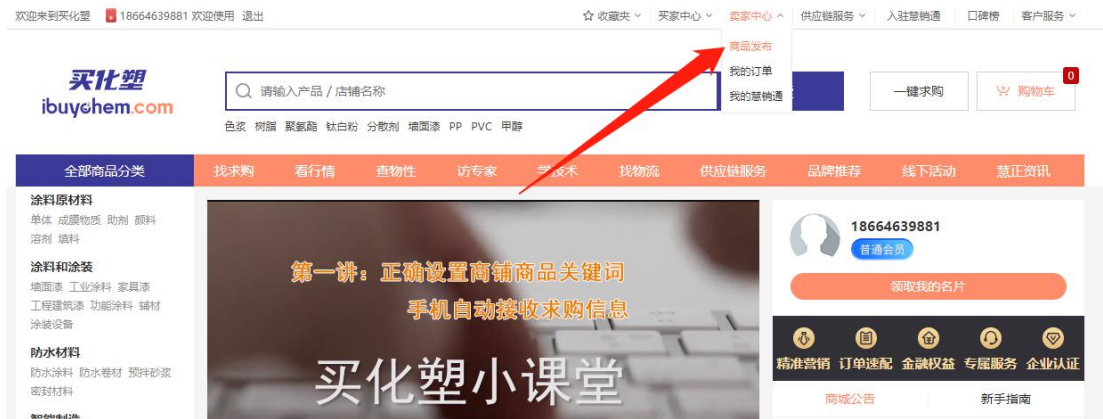 欢迎来到买化塑 18664639881 欢迎使用 退出 收藏夹 买家中心 卖家中心 供应链服务 入驻慧销通 口碑榜 客户服务
商品发布
我的订单
我的慧销通
买化塑
ibuychem.com
请输入产品 / 店铺名称
一键求购
购物车
0
色浆 树脂 聚氨酯 钛白粉 分散剂 墙面漆 PP PVC 甲醇
全部商品分类 找求购 看行情 查物性 访专家 学技术 找物流 供应链服务 品牌推荐 线下活动 慧正资讯
涂料原材料
单体 成膜物质 助剂 颜料
溶剂 填料
涂料和涂装
墙面漆 工业涂料 家具漆
工程建筑漆 功能涂料 辅材
涂装设备
防水材料
防水涂料 防水卷材 预拌砂浆
密封材料
智能制造
第一讲：正确设置商铺商品关键词
手机自动接收求购信息
买化塑小课堂
18664639881
普通会员
领取我的名片
精准营销 订单速配 金融权益 专属服务 企业认证
商城公告 新手指南